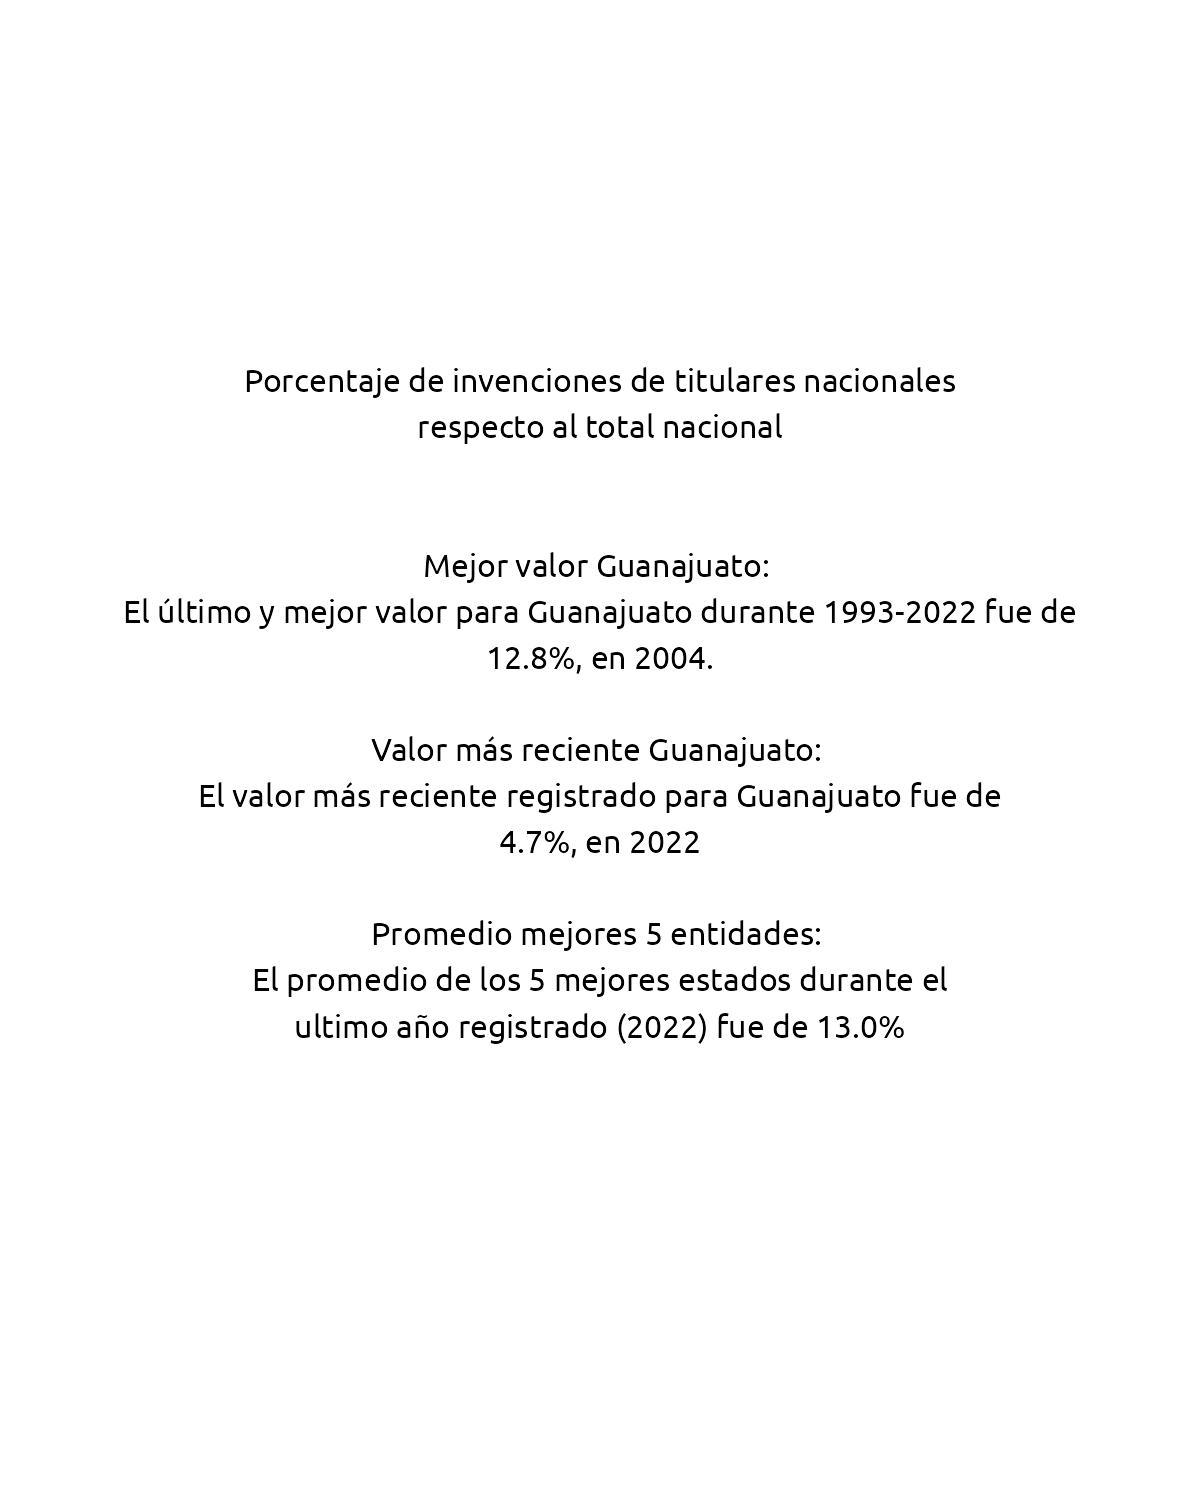 Porcentaje de invenciones de titulares nacionales
respecto al total nacional
Mejor valor Guanajuato:
El último y mejor valor para Guanajuato durante 1993-2022 fue de
12.8%, en 2004.
Valor más reciente Guanajuato:
El valor más reciente registrado para Guanajuato fue de
4.7%, en 2022
Promedio mejores 5 entidades:
El promedio de los 5 mejores estados durante el
ultimo año registrado (2022) fue de 13.0%